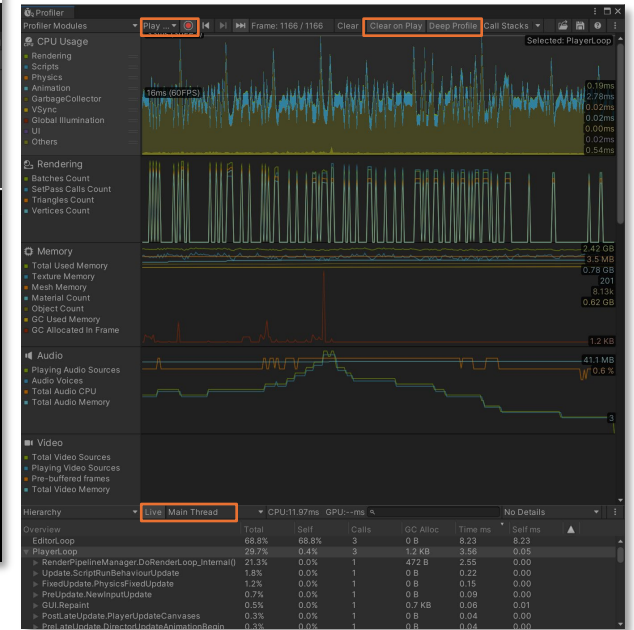 Profiler
Profiler Modules
Play ...
Frame: 1166 / 1166
Clear
Clear on Play
Deep Profile
Call Stacks
CPU Usage
Rendering
Scripts
Physics
Animation
GarbageCollector
VSync
Global Illumination
UI
Others
Selected: PlayerLoop
16ms (60FPS)
0.19ms
2.78ms
0.02ms
0.02ms
0.00ms
0.02ms
0.54ms
Rendering
Batches Count
SetPass Calls Count
Triangles Count
Vertices Count
Memory
Total Used Memory
Texture Memory
Mesh Memory
Material Count
Object Count
GC Used Memory
GC Allocated In Frame
2.42 GB
3.5 MB
0.78 GB
201
8.13k
0.62 GB
1.2 KB
Audio
Playing Audio Sources
Audio Voices
Total Audio CPU
Total Audio Memory
41.1 MB
0.6 %
3
Video
Total Video Sources
Playing Video Sources
Pre-buffered frames
Total Video Memory
Hierarchy Live Main Thread CPU:11.97ms GPU:--ms No Details
Overview Total Self Calls GC Alloc Time ms Self ms
EditorLoop 68.8% 68.8% 3 0 B 8.23 8.23
PlayerLoop 29.7% 0.4% 3 1.2 KB 3.56 0.05
RenderPipelineManager.DoRenderLoop_Internal() 21.3% 0.0% 1 472 B 2.55 0.00
Update.ScriptRunBehaviourUpdate 1.8% 0.0% 1 0 B 0.22 0.00
FixedUpdate.PhysicsFixedUpdate 1.2% 0.0% 1 0 B 0.15 0.00
PreUpdate.NewInputUpdate 0.7% 0.0% 1 0 B 0.09 0.00
GUI.Repaint 0.5% 0.0% 1 0.7 KB 0.06 0.01
PostLateUpdate.PlayerUpdateCanvases 0.3% 0.0% 1 0 B 0.04 0.00
PreLateUpdate.DirectorUpdateAnimationBegin 0.3% 0.0% 1 0 B 0.04 0.00